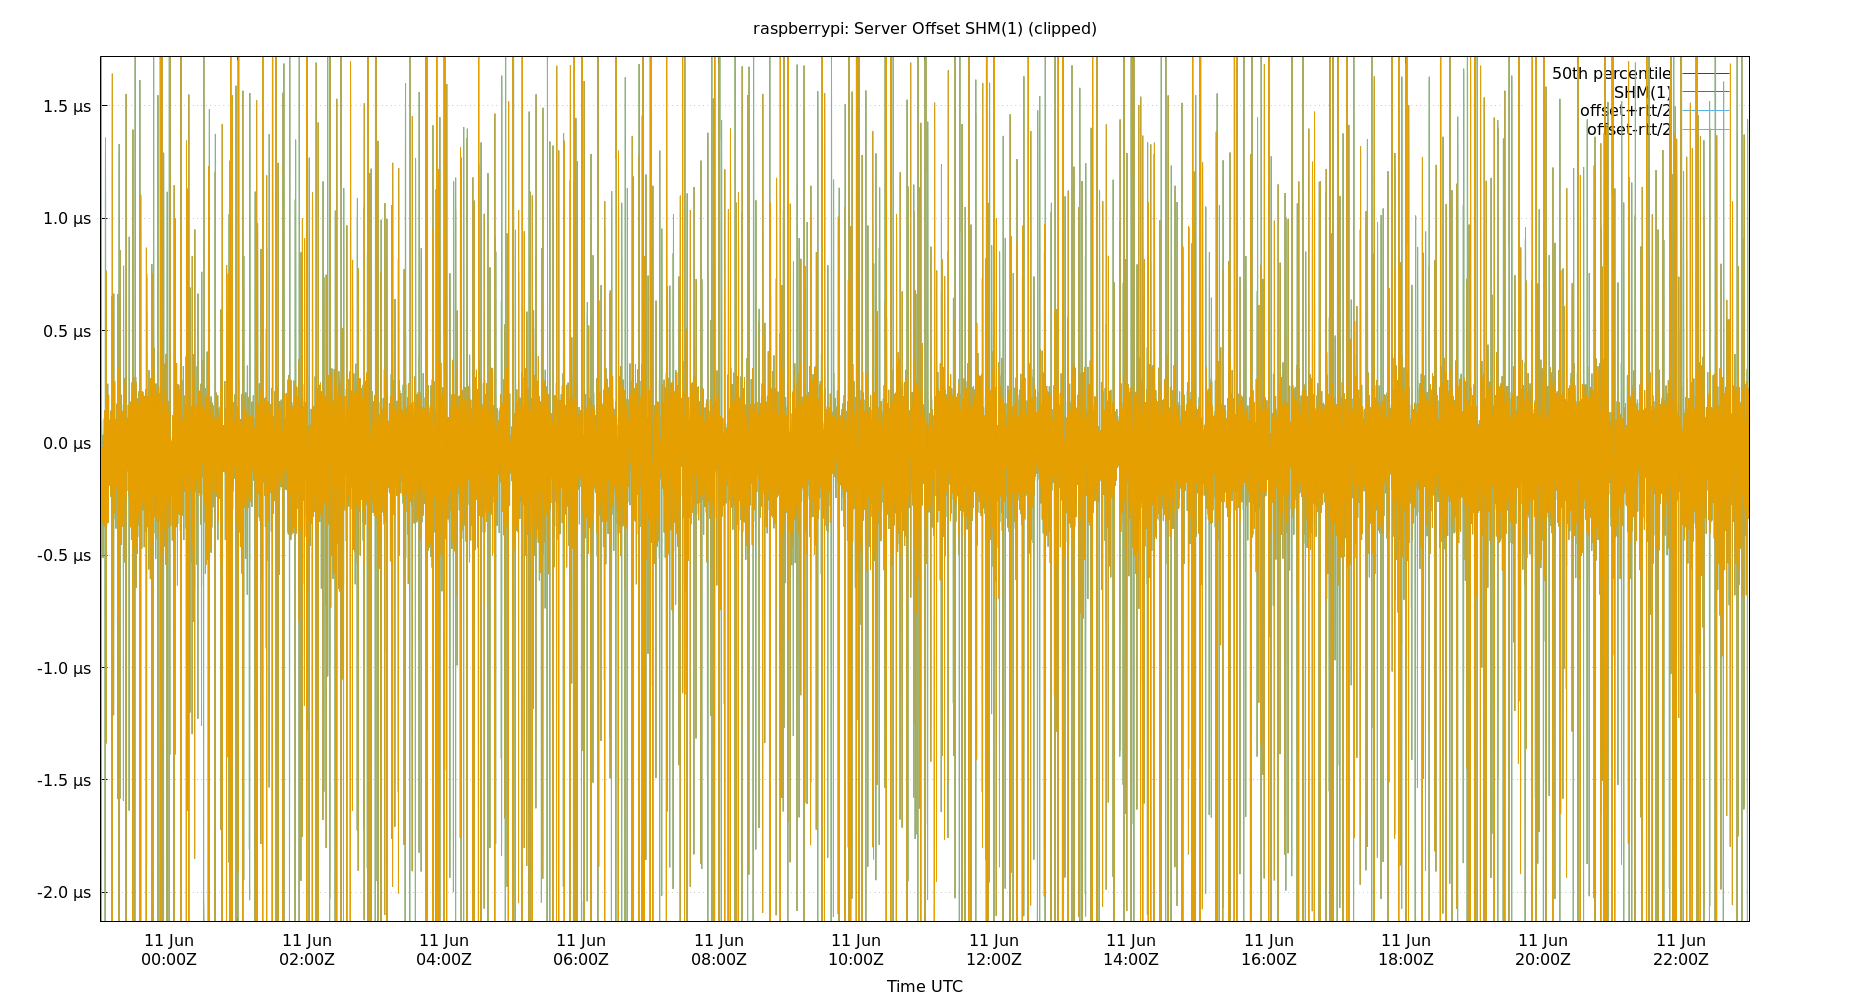 raspberrypi: Server Offset SHM(1) (clipped)
50th percentile
SHM(1)
offset+rtt/2
offset-rtt/2
1.5 µs
1.0 µs
0.5 µs
0.0 µs
-0.5 µs
-1.0 µs
-1.5 µs
-2.0 µs
11 Jun 11 Jun 11 Jun 11 Jun 11 Jun 11 Jun 11 Jun 11 Jun 11 Jun 11 Jun 11 Jun 11 Jun
00:00Z 02:00Z 04:00Z 06:00Z 08:00Z 10:00Z 12:00Z 14:00Z 16:00Z 18:00Z 20:00Z 22:00Z
Time UTC